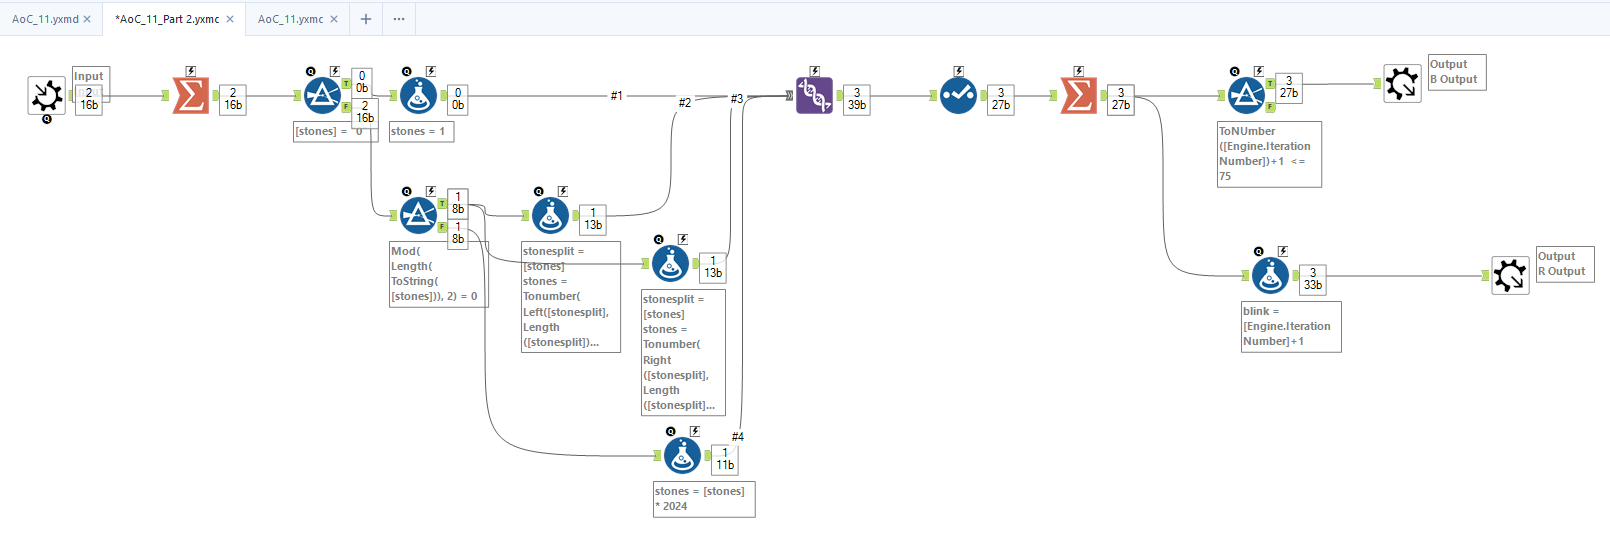 AoC_11.yxmd ×
*AoC_11_Part 2.yxmc ×
AoC_11.yxmc ×
+
...
Input
2
16b
2
16b
0
0b
2
16b
[stones] = 0
0
0b
stones = 1
#1
#2
#3
3
39b
3
27b
3
27b
3
27b
ToNUmber
([Engine.Iteration
Number])+1 <=
75
Output
B Output
1
8b
1
8b
Mod(
Length(
ToString(
[stones])), 2) = 0
1
13b
stonesplit =
[stones]
stones =
Tonumber(
Left([stonesplit],
Length
([stonesplit])...
1
13b
stonesplit =
[stones]
stones =
Tonumber(
Right
([stonesplit],
Length
([stonesplit]...
3
33b
blink =
[Engine.Iteration
Number]+1
Output
R Output
#4
1
11b
stones = [stones]
* 2024